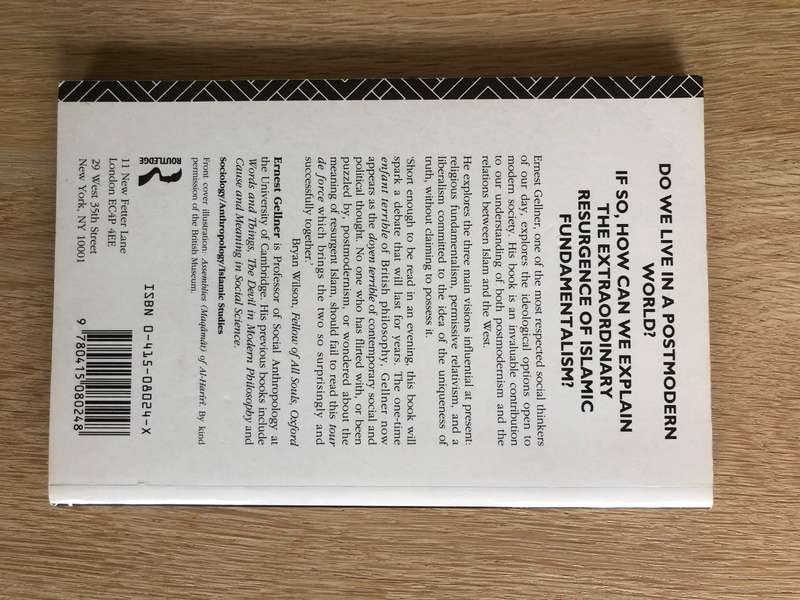 DO WE LIVE IN A POSTMODERN
WORLD?
IF SO, HOW CAN WE EXPLAIN
THE EXTRAORDINARY
RESURGENCE OF ISLAMIC
FUNDAMENTALISM?
Ernest Gellner, one of the most respected social thinkers
of our day, explores the ideological options open to
modern society. His book is an invaluable contribution
to our understanding of both postmodernism and the
relations between Islam and the West.
He explores the three main visions influential at present:
religious fundamentalism, permissive relativism, and a
liberalism committed to the idea of the uniqueness of
truth, without claiming to possess it.
'Short enough to be read in an evening, this book will
spark a debate that will last for years. The one-time
enfant terrible of British philosophy, Gellner now
appears as the doyen terrible of contemporary social and
political thought. No one who has flirted with, or been
puzzled by, postmodernism, or wondered about the
meaning of resurgent Islam, should fail to read this tour
de force which brings the two so surprisingly and
successfully together.'
Bryan Wilson, Fellow of All Souls, Oxford
Ernest Gellner is Professor of Social Anthropology at
the University of Cambridge. His previous books include
Words and Things, The Devil in Modern Philosophy and
Cause and Meaning in Social Science.
Sociology/Anthropology/Islamic Studies
Front cover illustration: Assemblies (Maqāmāt) of Al-Harīrī. By kind
permission of the British Museum.
ROUTLEDGE
11 New Fetter Lane
London EC4P 4EE
29 West 35th Street
New York, NY 10001
ISBN 0-415-08024-X
9 780415 080248